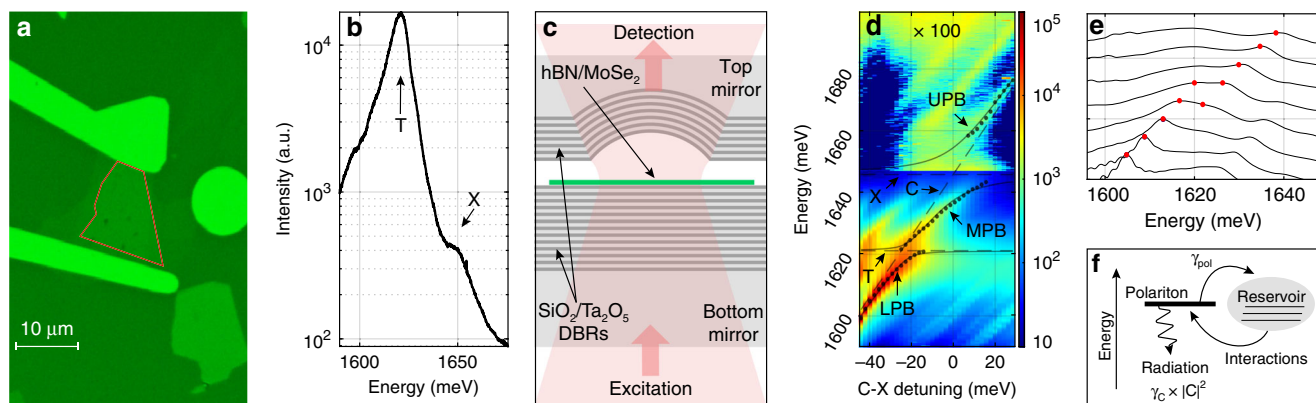 a
10 μm
b
Intensity (a.u.)
10⁴
10³
10²
T
X
1600
1650
Energy (meV)
c
Detection
hBN/MoSe₂
Top
mirror
SiO₂/Ta₂O₅
DBRs
Bottom
mirror
Excitation
d
× 100
Energy (meV)
1680
1660
1640
1620
1600
UPB
X
C
MPB
T
LPB
−40
−20
0
20
C-X detuning (meV)
10⁵
10⁴
10³
10²
10
e
1600
1620
1640
Energy (meV)
f
Energy
γpol
Polariton
Reservoir
Radiation
Interactions
γC × |C|²